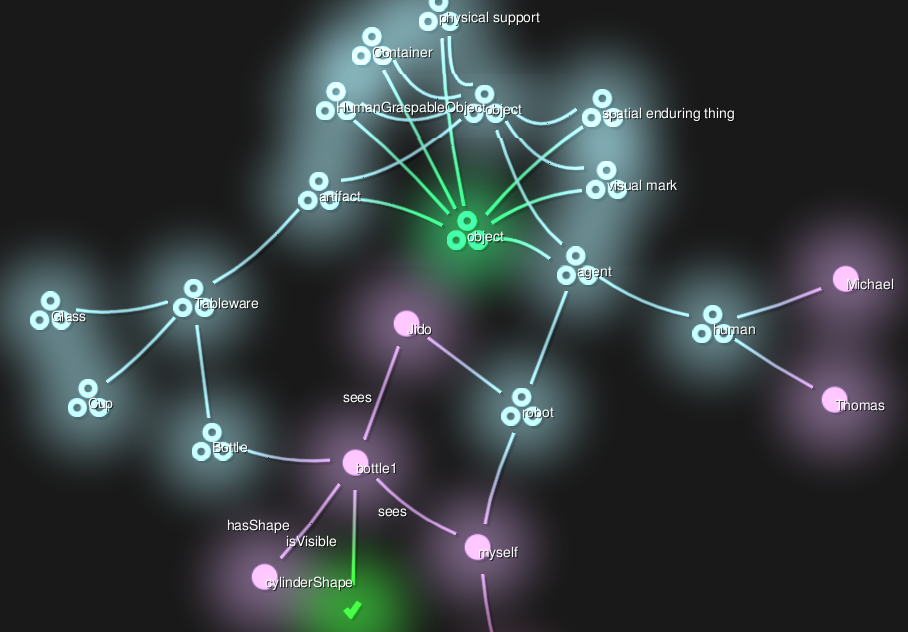 physical support
Container
HumanGraspableObject
object
spatial enduring thing
visual mark
artifact
object
agent
Michael
Tableware
Glass
Jido
human
Cup
sees
robot
Thomas
Bottle
bottle1
sees
hasShape
isVisible
myself
cylinderShape